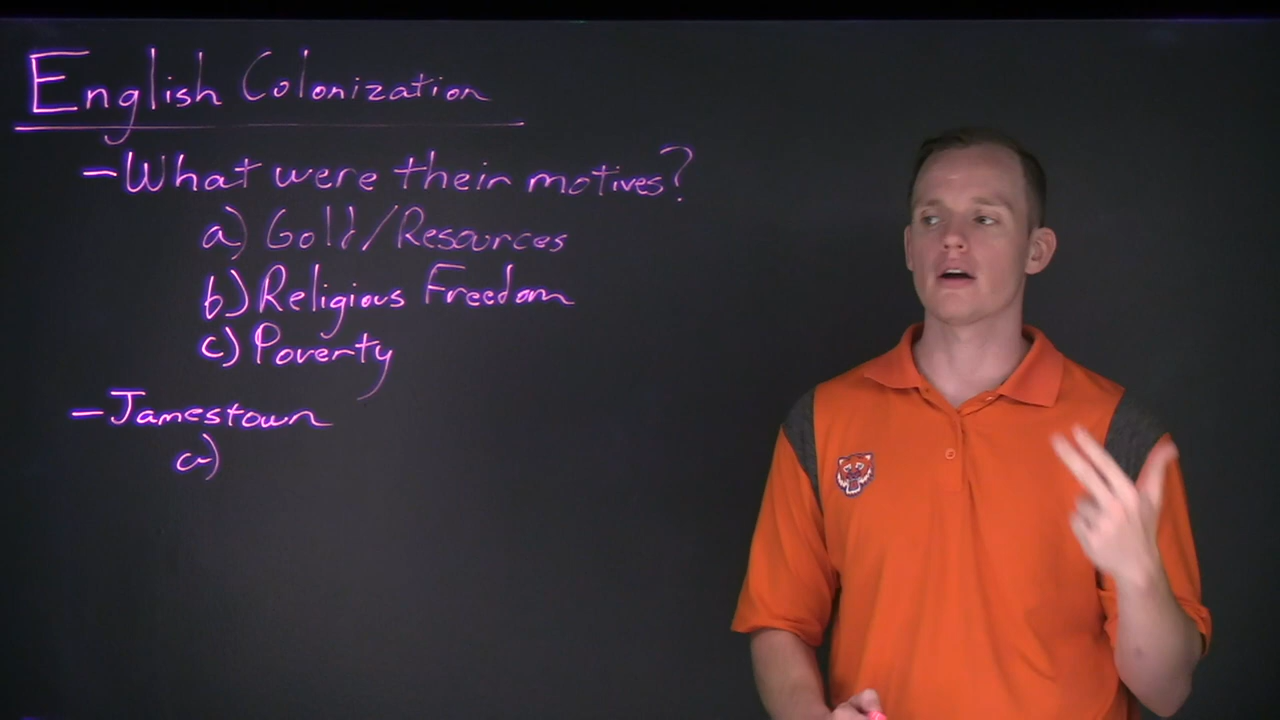 English Colonization
- What were their motives?
a) Gold/Resources
b) Religious Freedom
c) Poverty
- Jamestown
a)